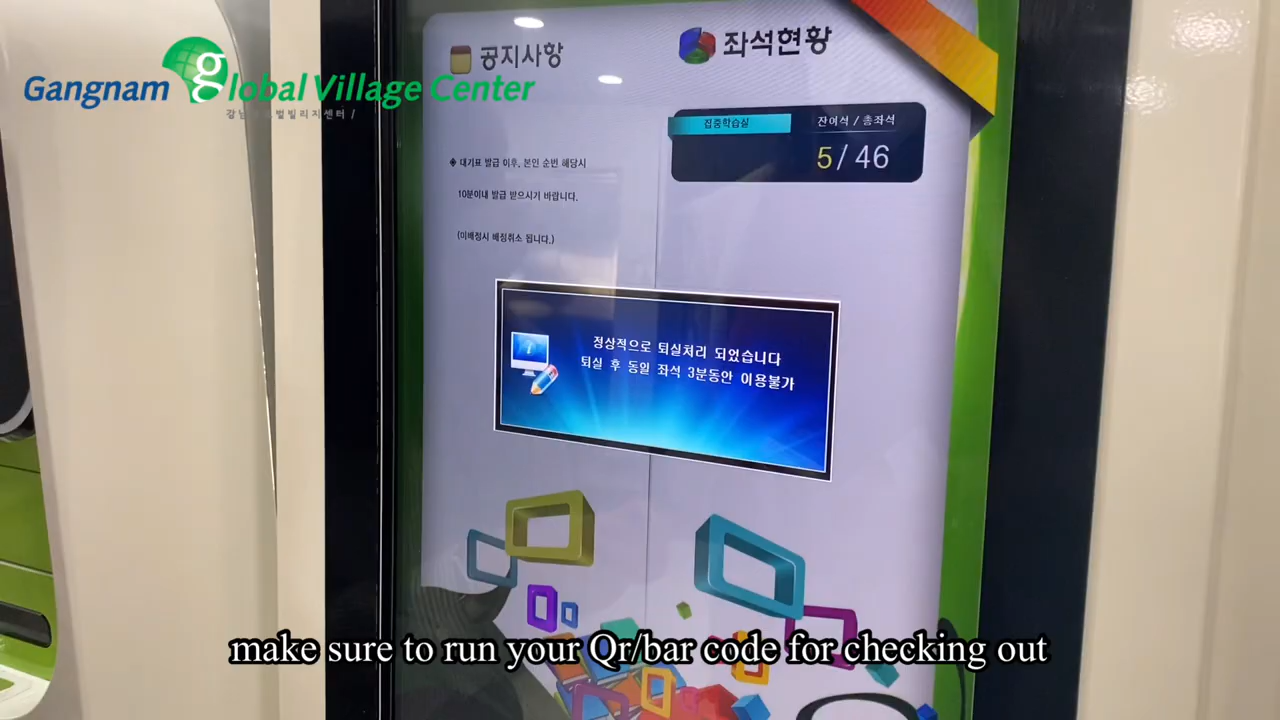 Gangnam global Village Center
공지사항
좌석현황
집중학습실
잔여석 / 총좌석
5/ 46
◈ 대기표 발급 이후, 본인 순번 해당시
10분이내 발급 받으시기 바랍니다.
(미배정시 배정취소 됩니다.)
정상적으로 퇴실처리 되었습니다
퇴실 후 동일 좌석 3분동안 이용불가
make sure to run your Qr/bar code for checking out